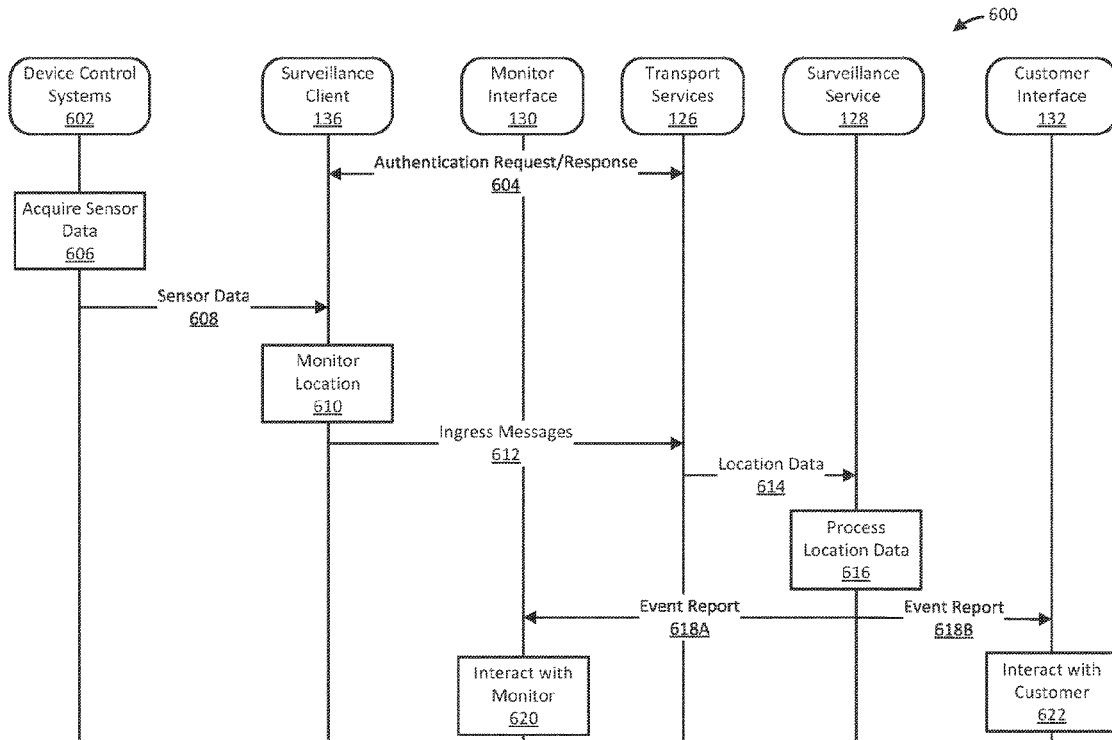 600
Device Control
Systems
602
Surveillance
Client
136
Monitor
Interface
130
Transport
Services
126
Surveillance
Service
128
Customer
Interface
132
Authentication Request/Response
604
Acquire Sensor
Data
606
Sensor Data
608
Monitor
Location
610
Ingress Messages
612
Location Data
614
Process
Location Data
616
Event Report
618A
Event Report
618B
Interact with
Monitor
620
Interact with
Customer
622